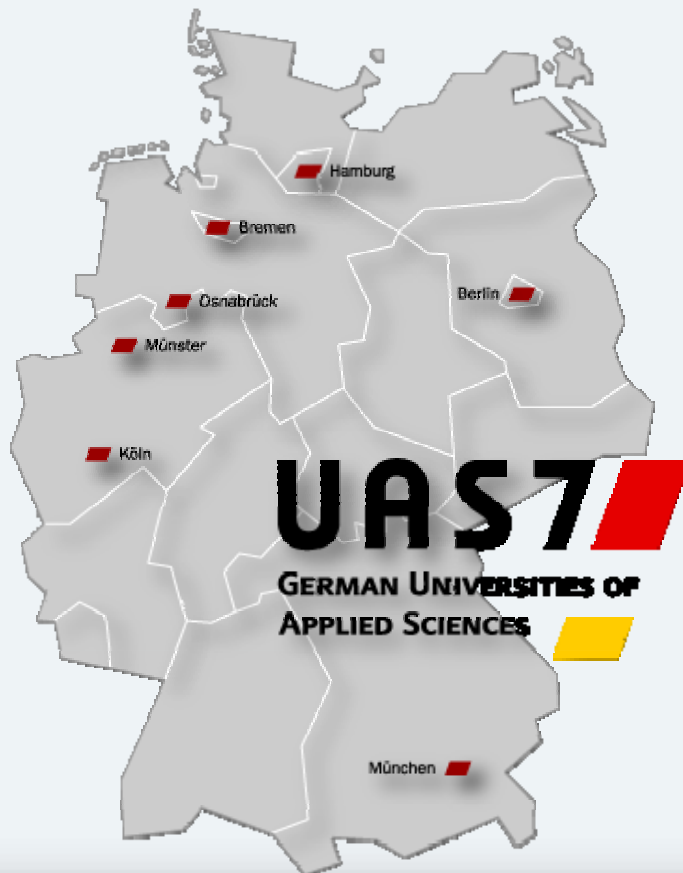 Hamburg
Bremen
Berlin
Osnabrück
Münster
Köln
UAS7
GERMAN UNIVERSITIES OF
APPLIED SCIENCES
München